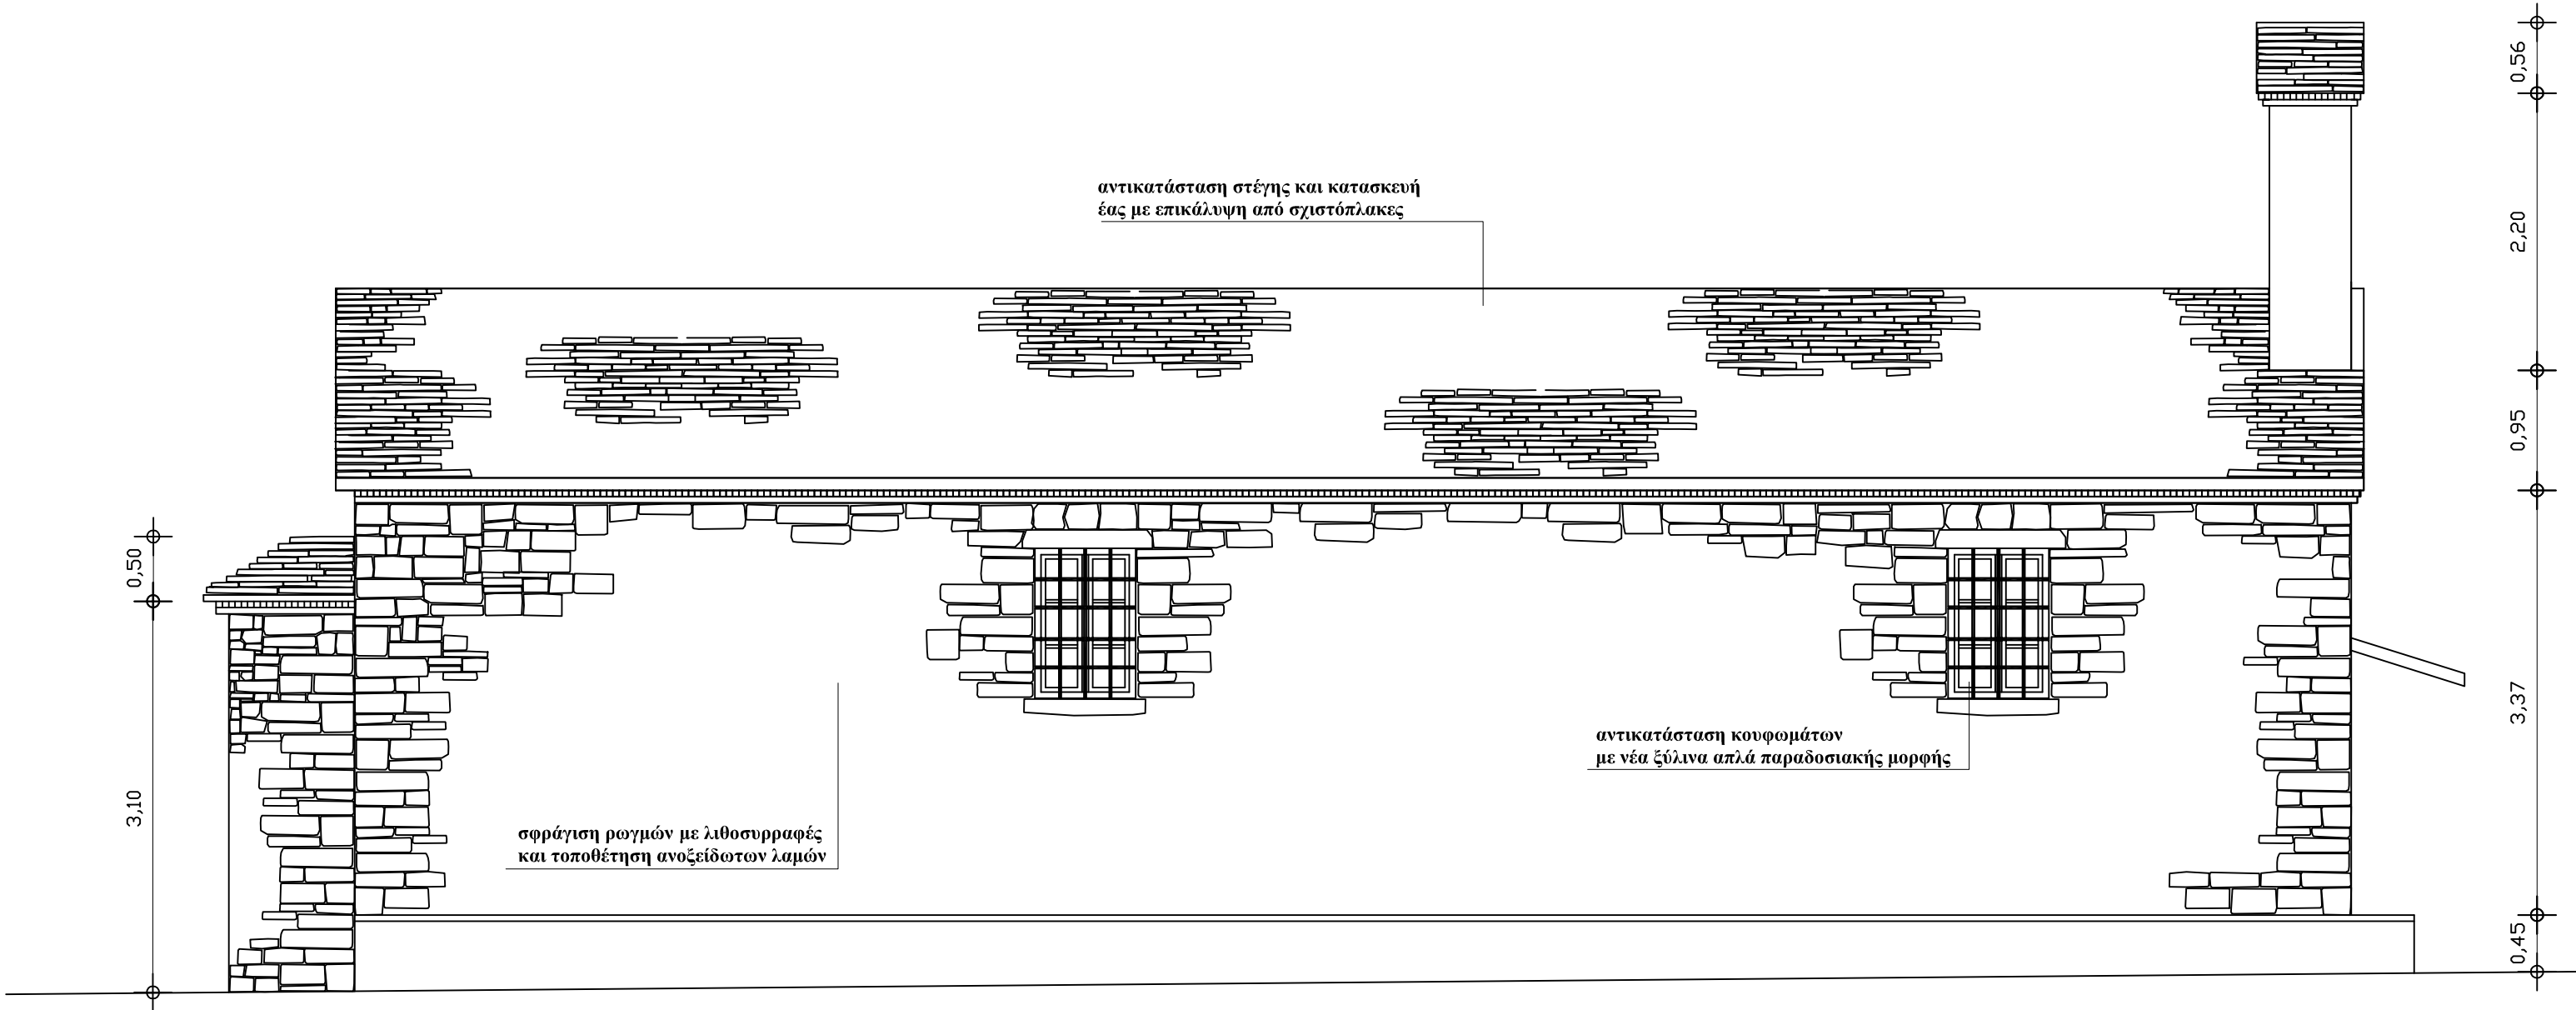 0,56
αντικατάσταση στέγης και κατασκευή
έας με επικάλυψη από σχιστόπλακες
2,20
0,95
0,50
3,37
αντικατάσταση κουφωμάτων
με νέα ξύλινα απλά παραδοσιακής μορφής
3,10
σφράγιση ρωγμών με λιθοσυρραφές
και τοποθέτηση ανοξείδωτων λαμών
0,45